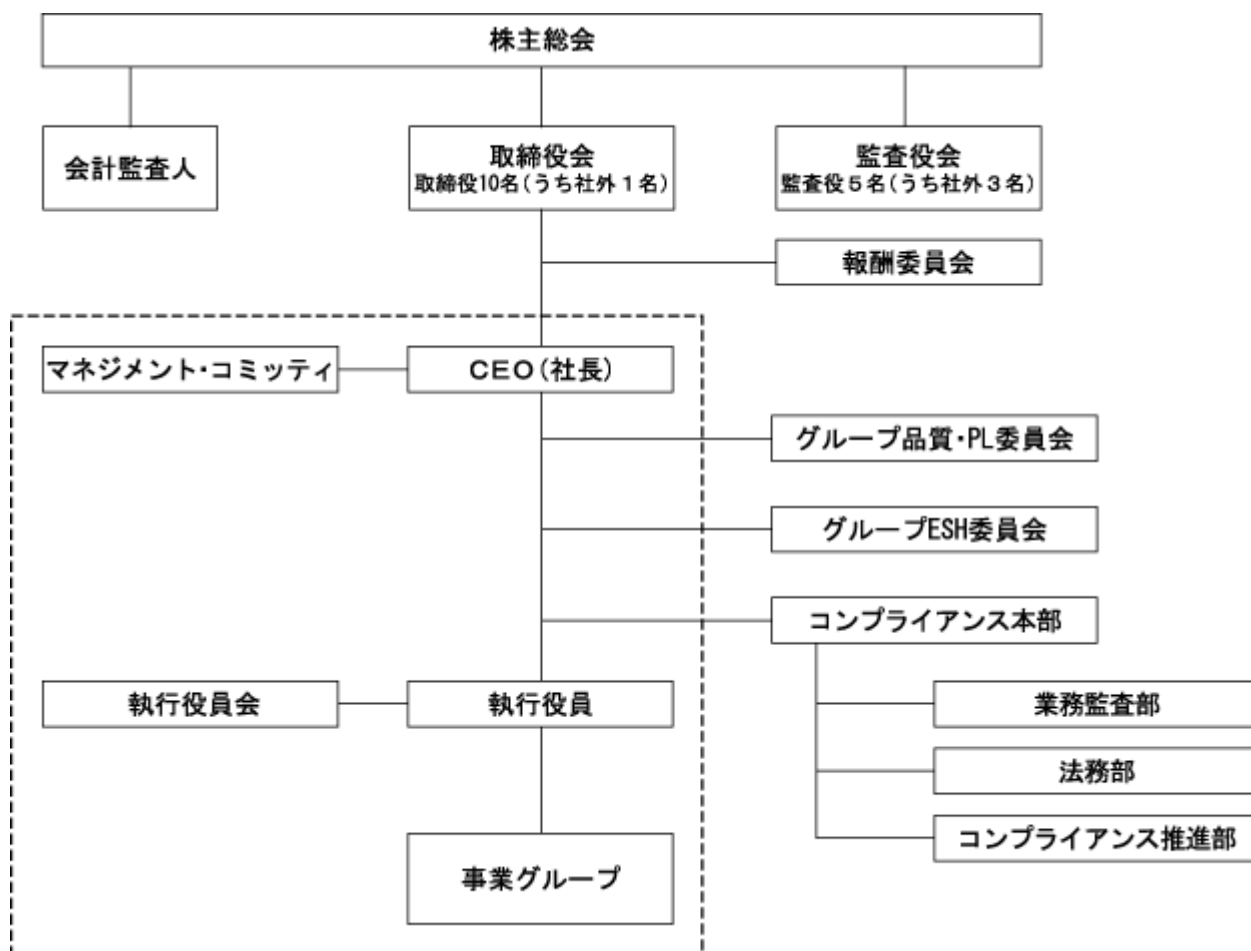 株主総会
会計監査人
取締役会
取締役10名(うち社外１名)
監査役会
監査役５名(うち社外３名)
報酬委員会
マネジメント・コミッティ
ＣＥＯ(社長)
グループ品質・PL委員会
グループESH委員会
コンプライアンス本部
執行役員会
執行役員
業務監査部
法務部
コンプライアンス推進部
事業グループ